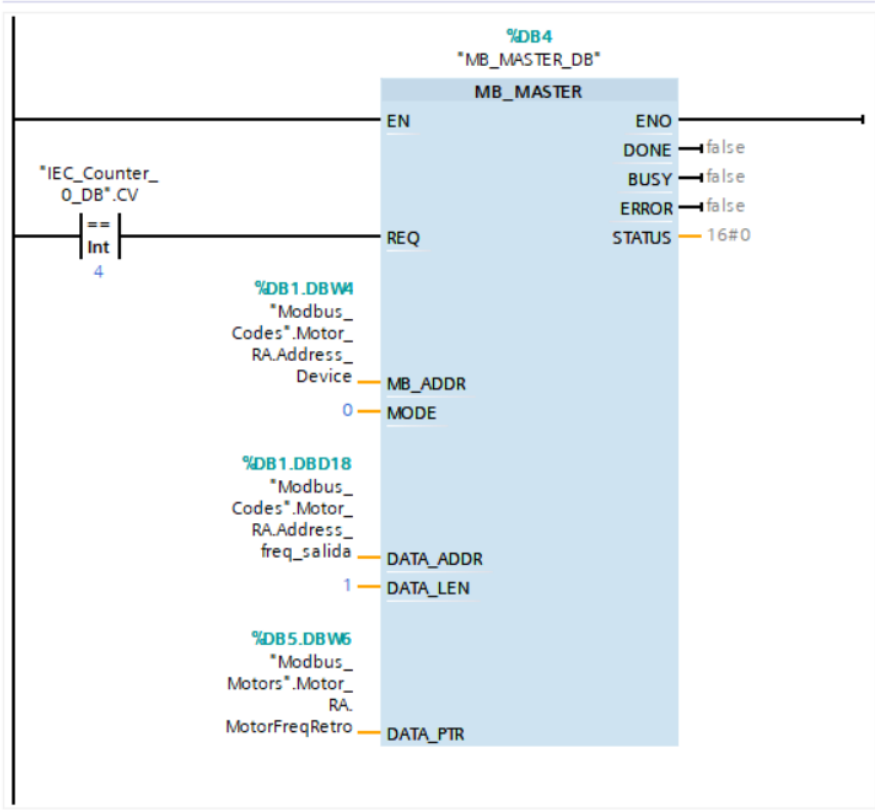 %DB4
"MB_MASTER_DB"
MB_MASTER
EN
ENO
DONE
false
BUSY
false
ERROR
false
"IEC_Counter_
0_DB".CV
==
Int
4
REQ
STATUS
16#0
%DB1.DBW4
"Modbus_
Codes".Motor_
RA.Address_
Device
MB_ADDR
0
MODE
%DB1.DBD18
"Modbus_
Codes".Motor_
RA.Address_
freq_salida
DATA_ADDR
1
DATA_LEN
%DB5.DBW6
"Modbus_
Motors".Motor_
RA.
MotorFreqRetro
DATA_PTR